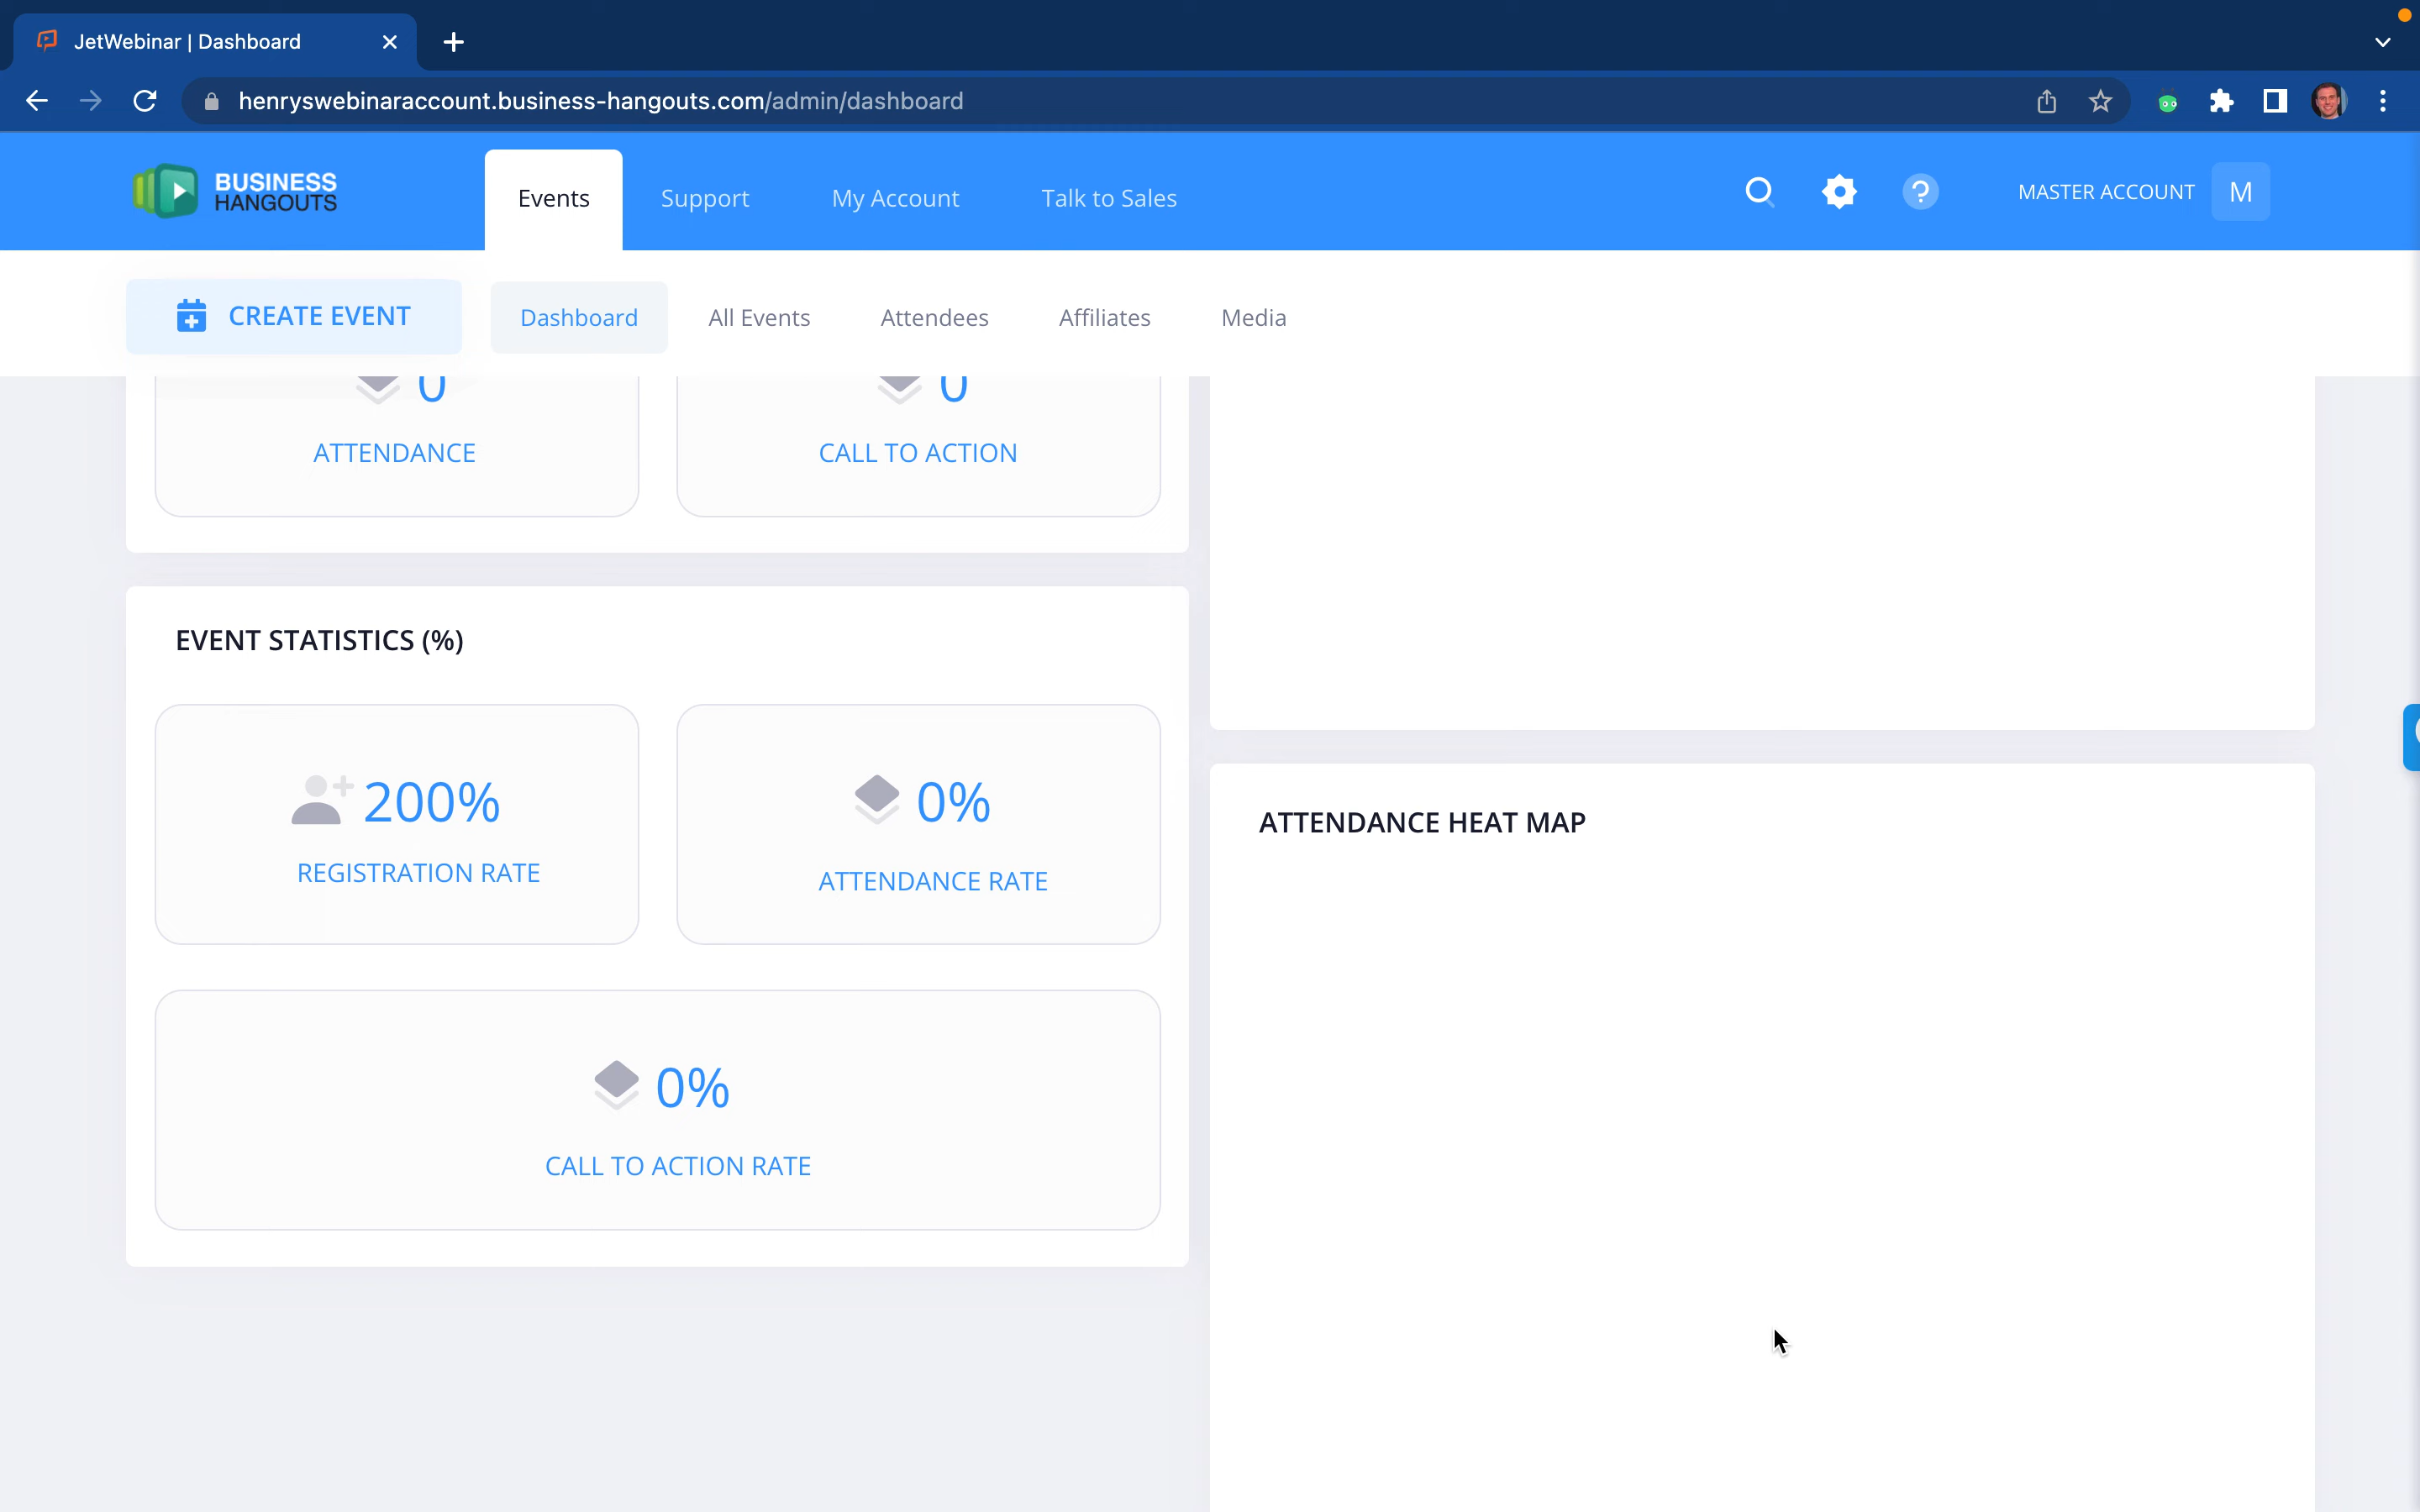 JetWebinar | Dashboard
henryswebinaraccount.business-hangouts.com/admin/dashboard
BUSINESS
HANGOUTS
Events
Support
My Account
Talk to Sales
MASTER ACCOUNT
M
CREATE EVENT
Dashboard
All Events
Attendees
Affiliates
Media
0
ATTENDANCE
0
CALL TO ACTION
EVENT STATISTICS (%)
200%
REGISTRATION RATE
0%
ATTENDANCE RATE
0%
CALL TO ACTION RATE
ATTENDANCE HEAT MAP